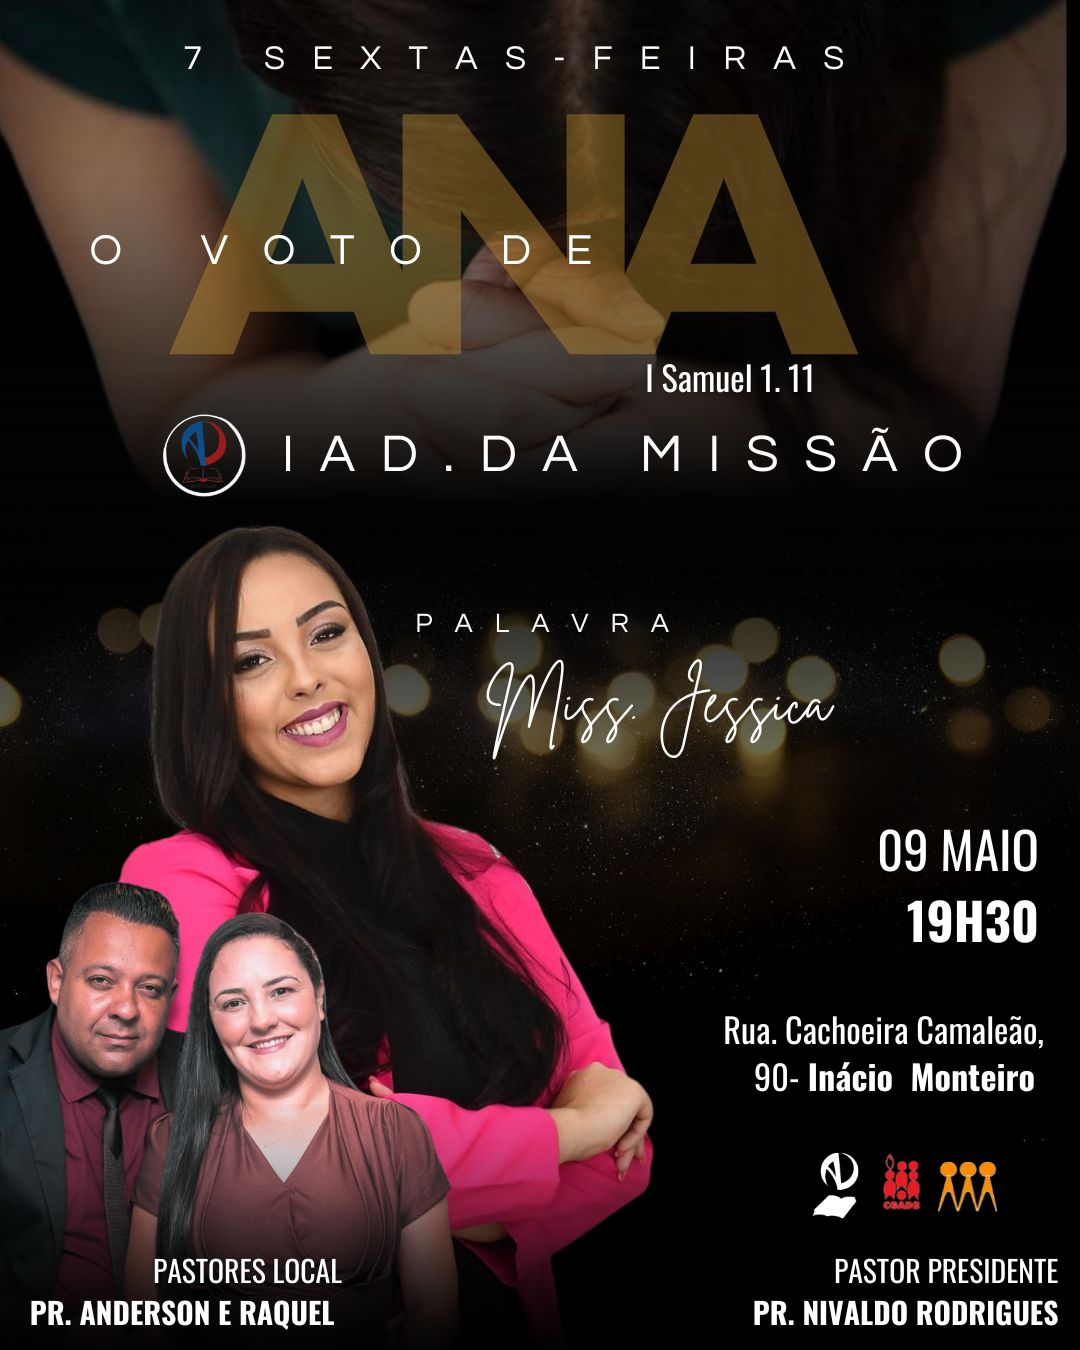 7 SEXTAS-FEIRAS
ANA
O VOTO DE
I Samuel 1. 11
IAD.DA MISSÃO
PALAVRA
Miss. Jessica
09 MAIO
19H30
Rua. Cachoeira Camaleão,
90- Inácio Monteiro
CGADB
PASTORES LOCAL
PR. ANDERSON E RAQUEL
PASTOR PRESIDENTE
PR. NIVALDO RODRIGUES